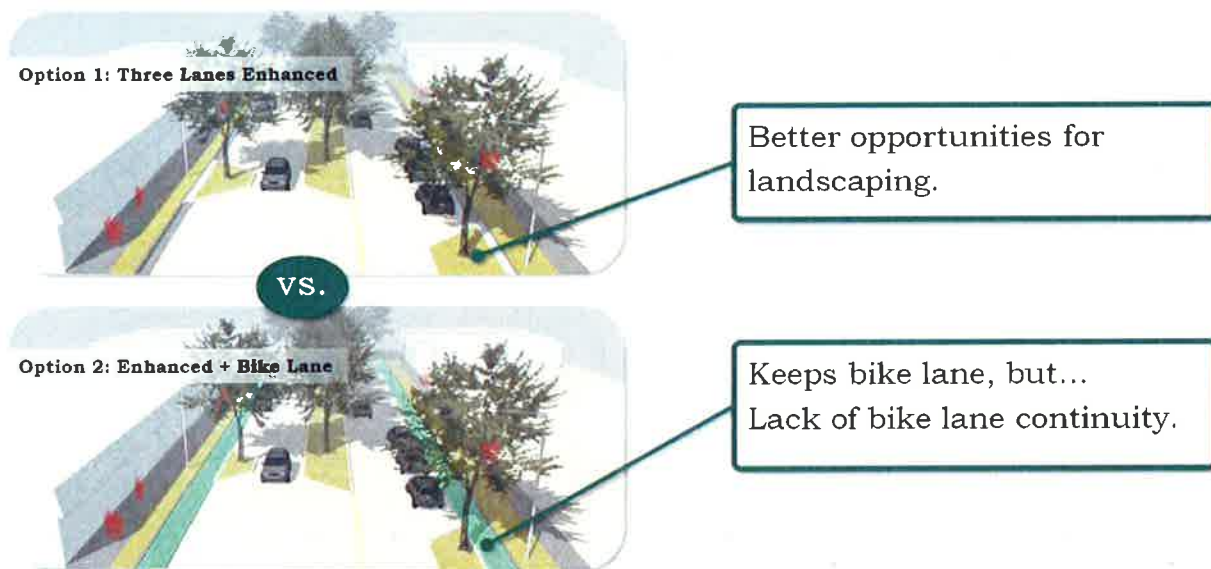 Option 1: Three Lanes Enhanced
Better opportunities for
landscaping.
vs.
Option 2: Enhanced + Bike Lane
Keeps bike lane, but...
Lack of bike lane continuity.